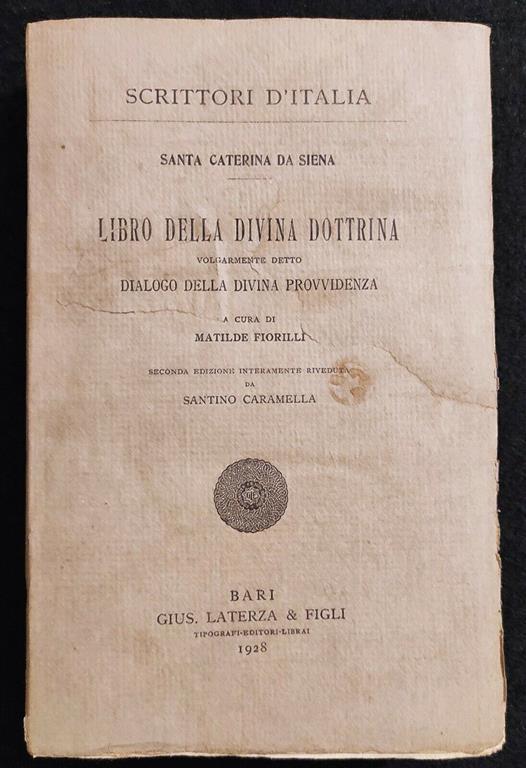 SCRITTORI D'ITALIA
SANTA CATERINA DA SIENA
LIBRO DELLA DIVINA DOTTRINA
VOLGARMENTE DETTO
DIALOGO DELLA DIVINA PROVVIDENZA
A CURA DI
MATILDE FIORILLI
SECONDA EDIZIONE INTERAMENTE RIVEDUTA
DA
SANTINO CARAMELLA
BARI
GIUS. LATERZA & FIGLI
TIPOGRAFI-EDITORI-LIBRAI
1928